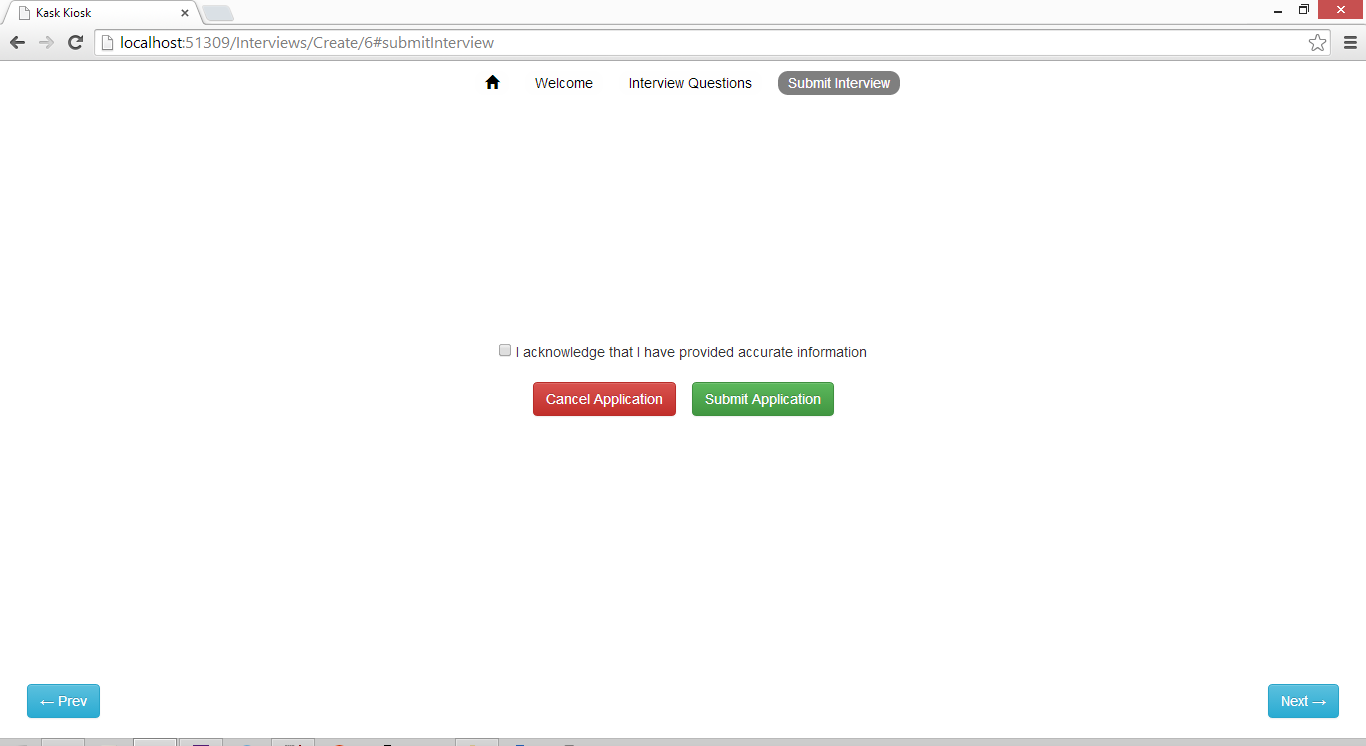 Kask Kiosk
localhost:51309/Interviews/Create/6#submitInterview
Welcome Interview Questions Submit Interview
I acknowledge that I have provided accurate information
Cancel Application Submit Application
← Prev Next →